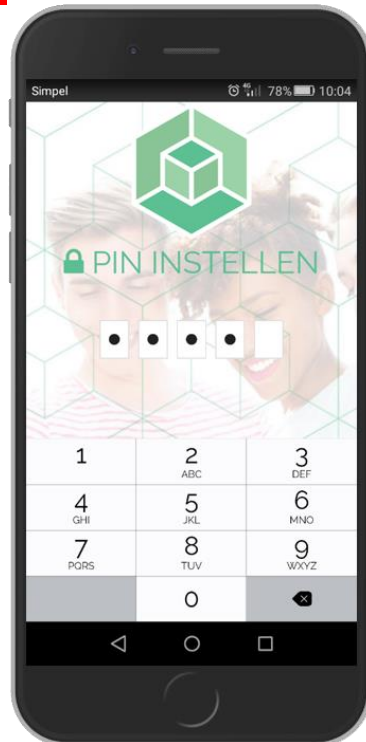 Simpel 4G 78% 10:04
PIN INSTELLEN
1 2 3
ABC DEF
4 5 6
GHI JKL MNO
7 8 9
PQRS TUV WXYZ
0